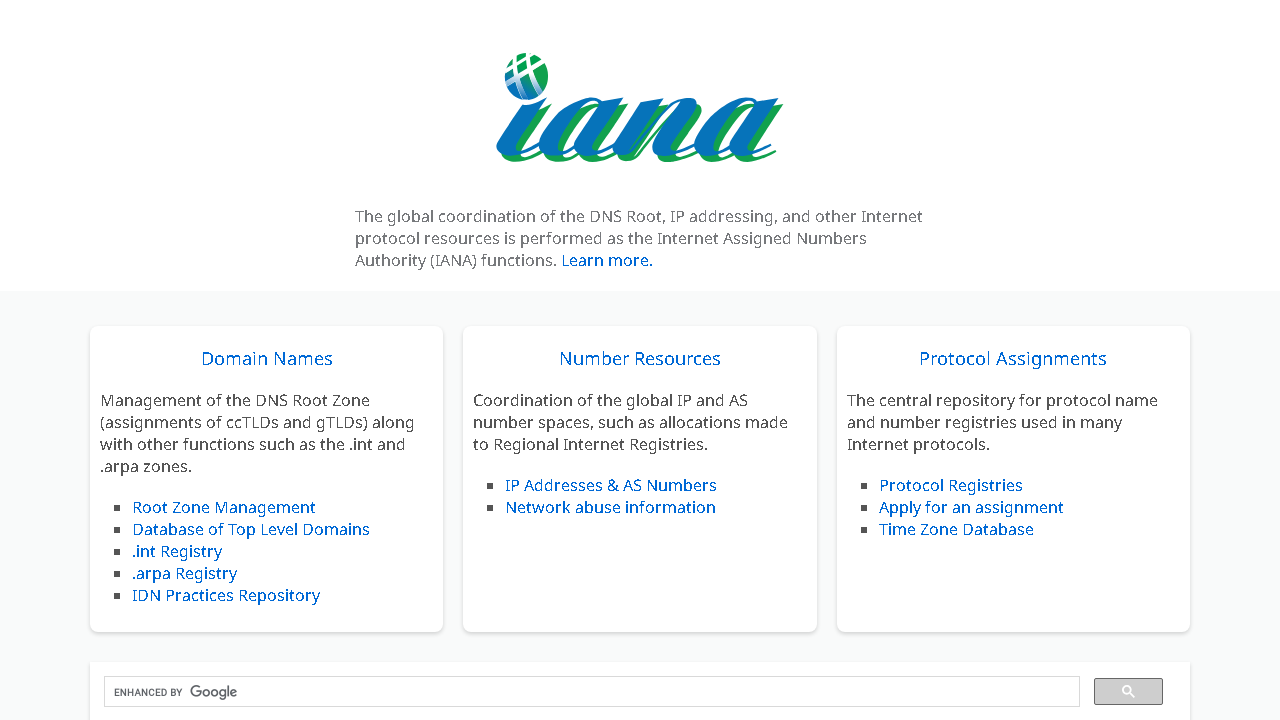 iana
The global coordination of the DNS Root, IP addressing, and other Internet
protocol resources is performed as the Internet Assigned Numbers
Authority (IANA) functions. Learn more.
Domain Names
Management of the DNS Root Zone
(assignments of ccTLDs and gTLDs) along
with other functions such as the .int and
.arpa zones.
Root Zone Management
Database of Top Level Domains
.int Registry
.arpa Registry
IDN Practices Repository
Number Resources
Coordination of the global IP and AS
number spaces, such as allocations made
to Regional Internet Registries.
IP Addresses & AS Numbers
Network abuse information
Protocol Assignments
The central repository for protocol name
and number registries used in many
Internet protocols.
Protocol Registries
Apply for an assignment
Time Zone Database
ENHANCED BY Google